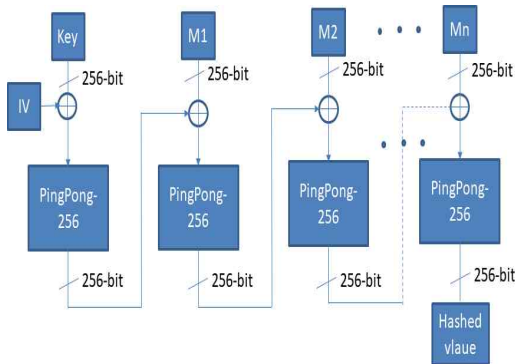 Key
M1
M2
Mn
256-bit
256-bit
256-bit
256-bit
IV
PingPong-
256
PingPong-
256
PingPong-
256
PingPong-
256
256-bit
256-bit
256-bit
256-bit
Hashed
vlaue